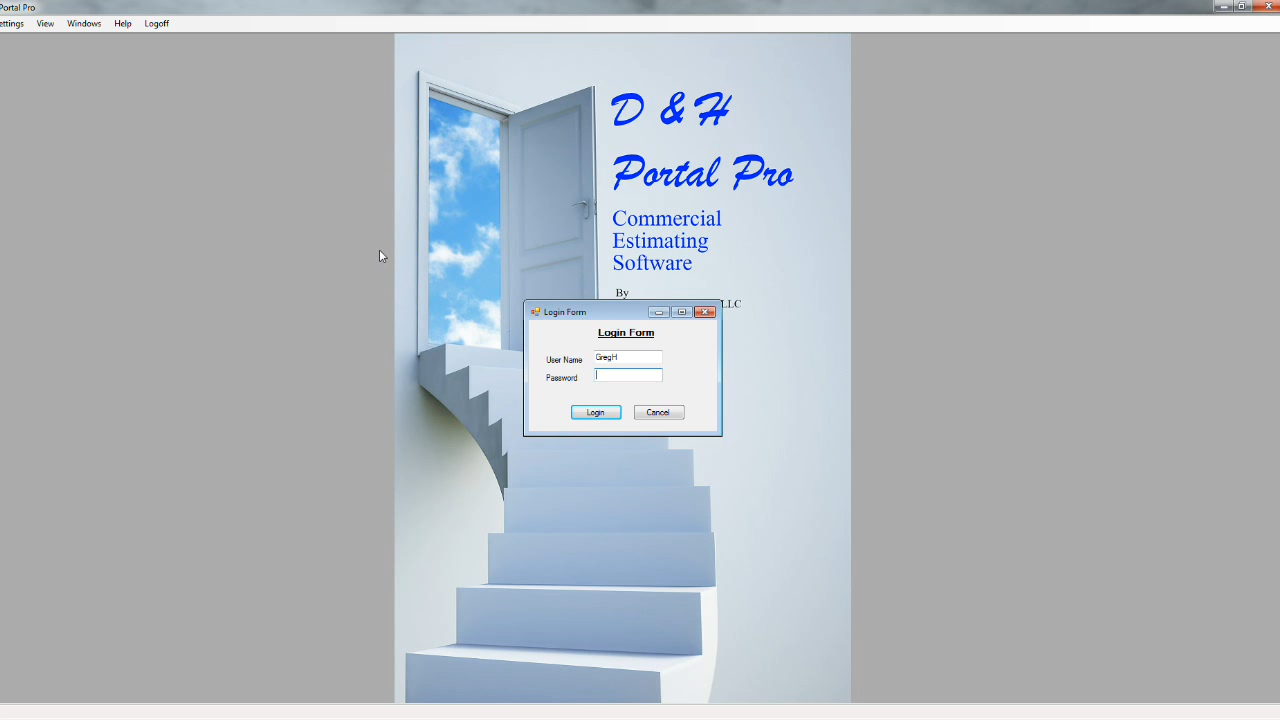 Portal Pro
ettings View Windows Help Logoff
D & H
Portal Pro
Commercial
Estimating
Software
By
LLC
Login Form
Login Form
User Name GregH
Password
Login Cancel